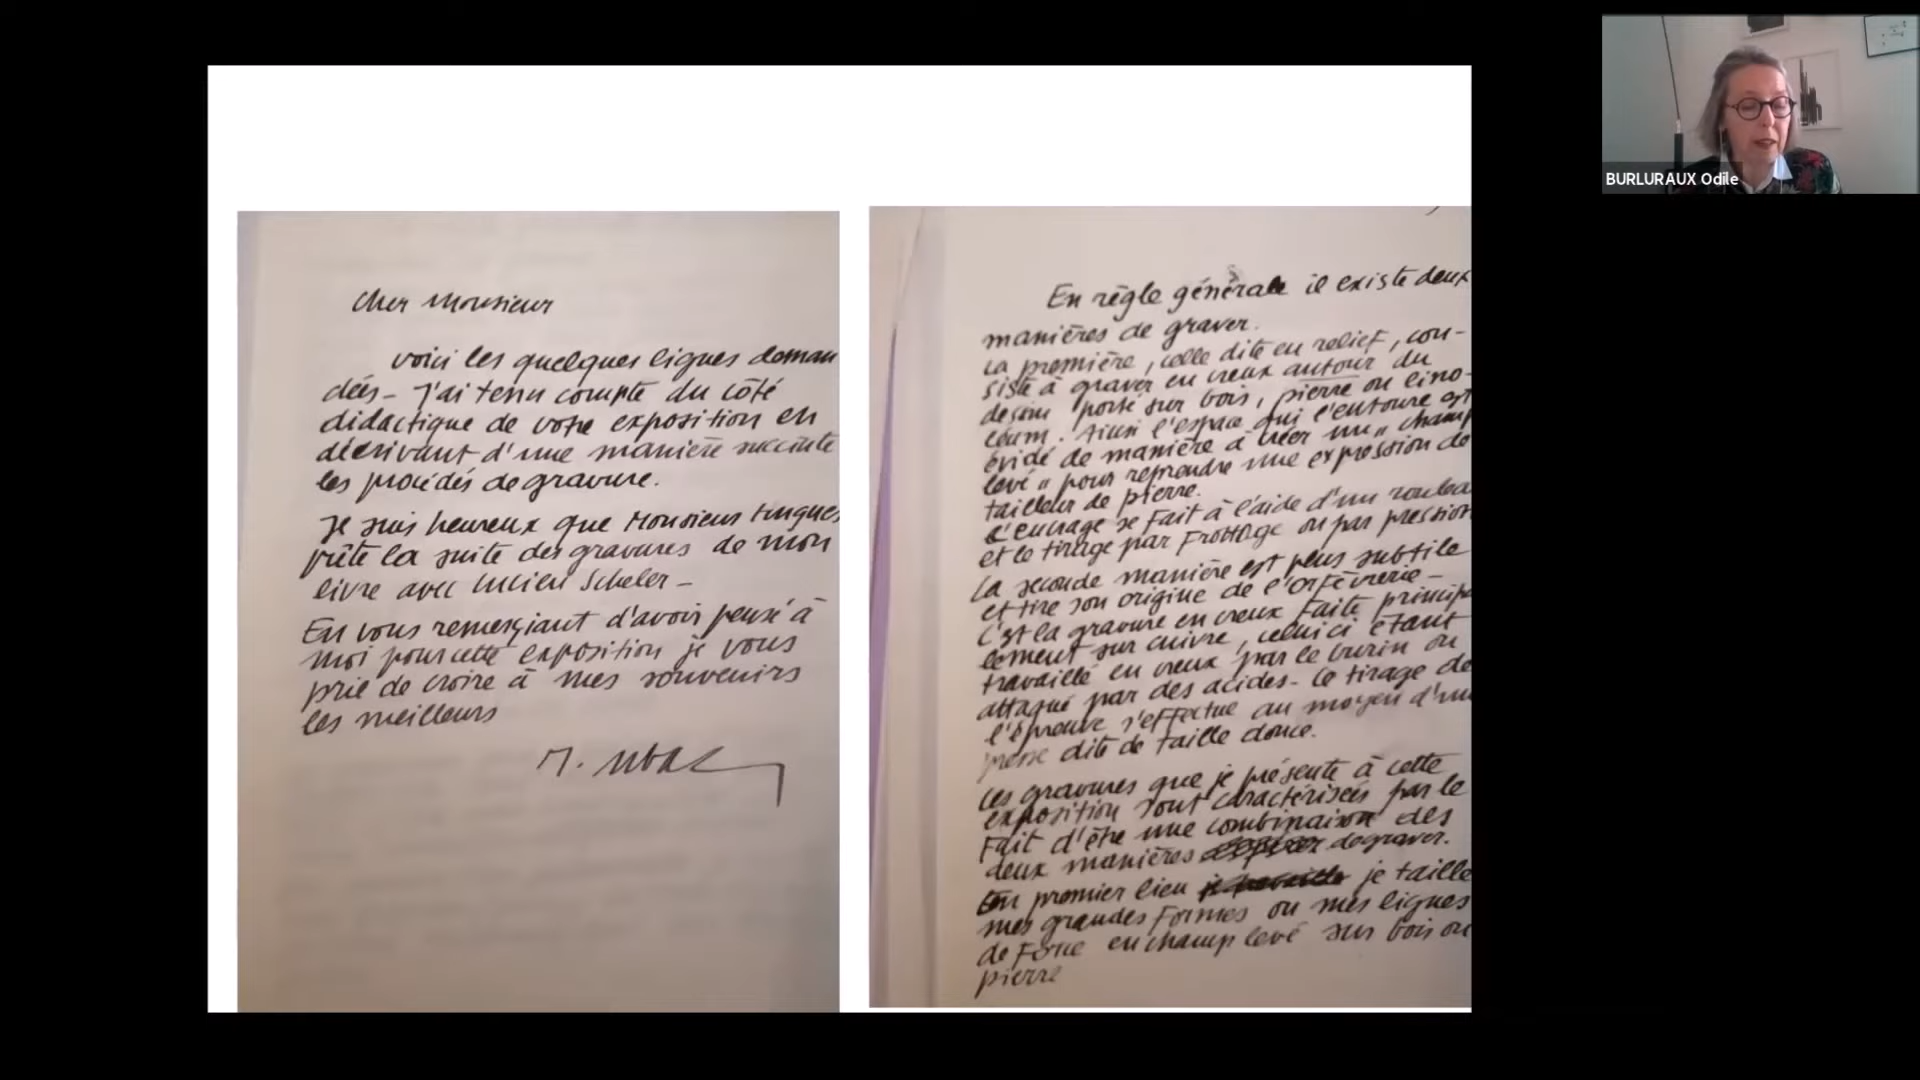 Cher Monsieur
voici les quelques lignes deman
dées - J'ai tenu compte du côté
didactique de votre exposition en
décrivant d'une manière succinte
les procédés de gravure.
Je suis heureux que Monsieur Hugues
prête la suite des gravures de mon
livre avec Lucien Scheler -
En vous remerçiant d'avoir pensé à
moi pour cette exposition je vous
prie de croire à mes souvenirs
les meilleurs
R. Ubac
En règle générale il existe deux
manières de graver.
La première, celle dite en relief, con-
siste à graver en creux autour du
dessin porté sur bois, pierre ou lino-
léum. Ainsi l'espace qui l'entoure est
évidé de manière à créer un "champ
levé" pour reprendre une expression de
tailleur de pierre.
L'encrage se fait à l'aide d'un roulea
et le tirage par frottage ou par pression
La seconde manière est plus subtile
et tire son origine de l'orfèvrerie -
C'est la gravure en creux faite princip
lement sur cuivre, celui ci étant
travaillé en creux par le burin ou
attaqué par des acides - Le tirage de
l'épreuve s'effectue au moyen d'un
presse dite de taille douce.
Les gravures que je présente à cette
exposition sont caractérisées par le
fait d'être une combinaison des
deux manières de graver.
En premier lieu je travaille je taille
mes grandes formes ou mes lignes
de force en champ levé sur bois ou
pierre
BURLURAUX Odile